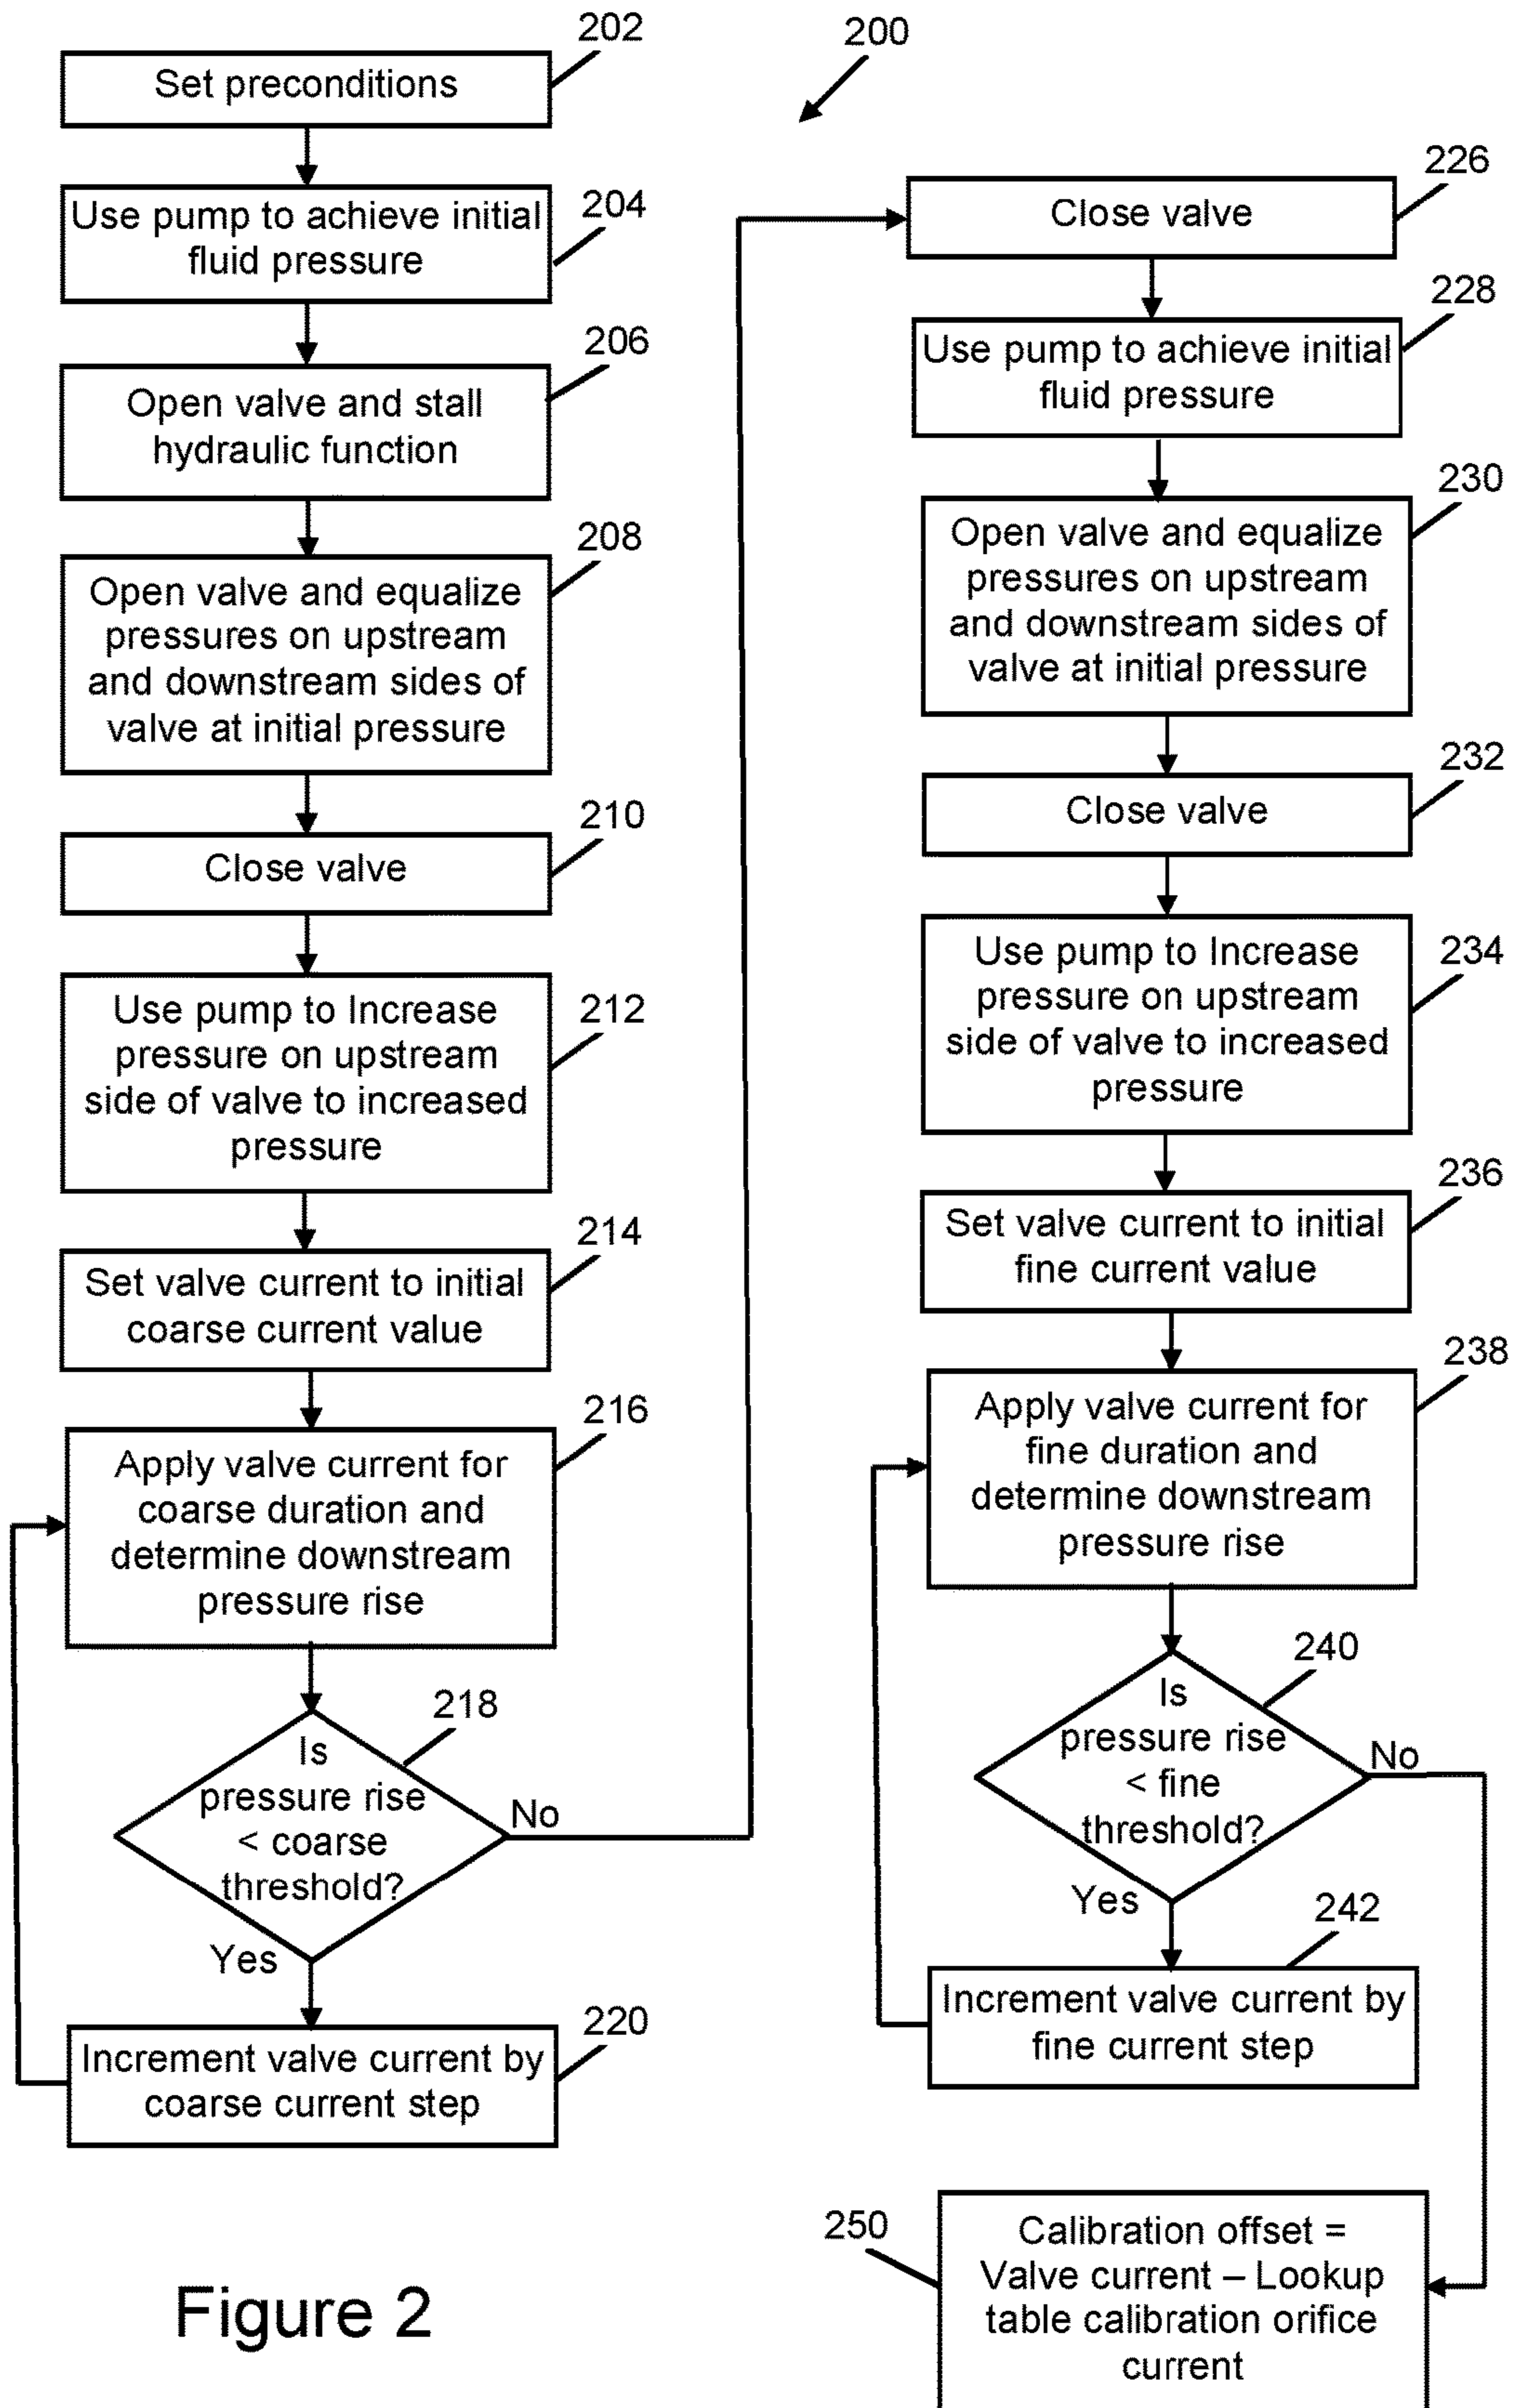 202
Set preconditions
204
Use pump to achieve initial
fluid pressure
206
Open valve and stall
hydraulic function
208
Open valve and equalize
pressures on upstream
and downstream sides of
valve at initial pressure
210
Close valve
212
Use pump to Increase
pressure on upstream
side of valve to increased
pressure
214
Set valve current to initial
coarse current value
216
Apply valve current for
coarse duration and
determine downstream
pressure rise
218
Is
pressure rise
< coarse
threshold?
No
Yes
220
Increment valve current by
coarse current step
200
226
Close valve
228
Use pump to achieve initial
fluid pressure
230
Open valve and equalize
pressures on upstream
and downstream sides of
valve at initial pressure
232
Close valve
234
Use pump to Increase
pressure on upstream
side of valve to increased
pressure
236
Set valve current to initial
fine current value
238
Apply valve current for
fine duration and
determine downstream
pressure rise
240
Is
pressure rise
< fine
threshold?
No
Yes
242
Increment valve current by
fine current step
250
Calibration offset =
Valve current – Lookup
table calibration orifice
current
Figure 2